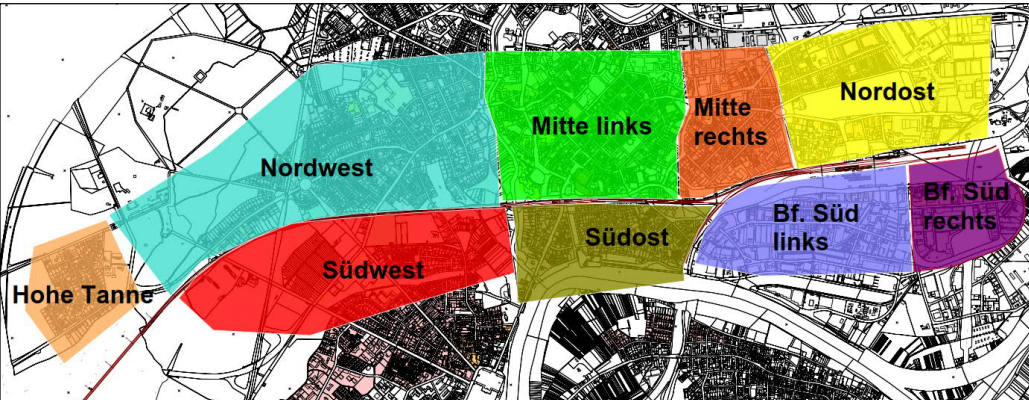 Nordost
Mitte links
Mitte
rechts
Nordwest
Bf. Süd
rechts
Bf. Süd
links
Südost
Südwest
Hohe Tanne